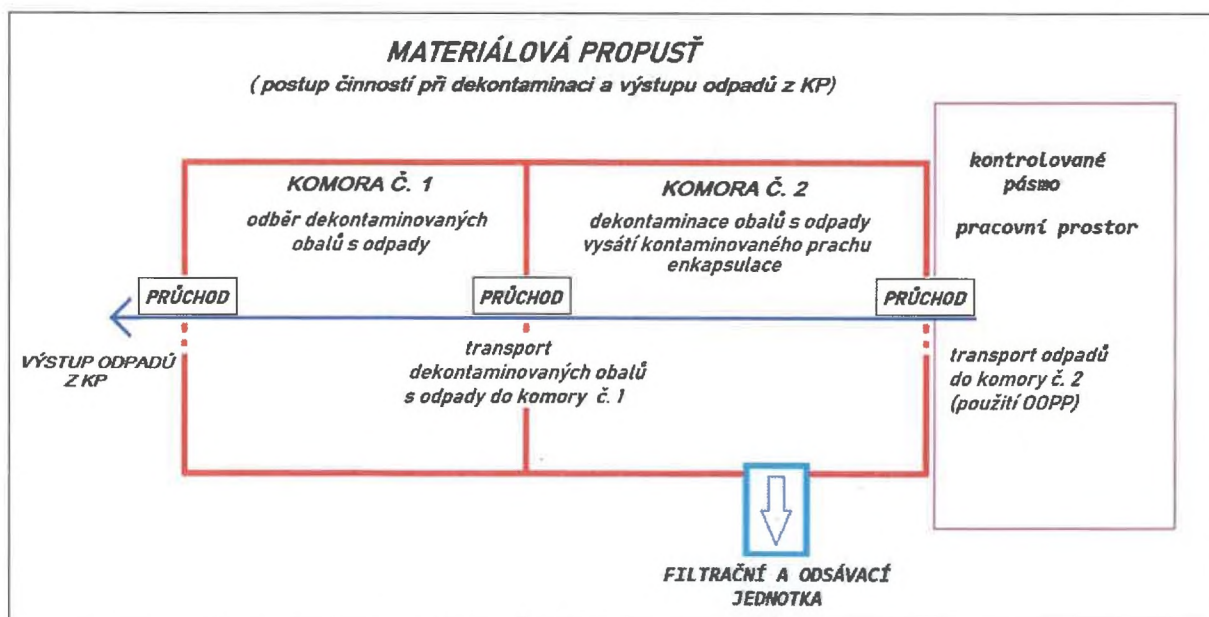 MATERIÁLOVÁ PROPUSŤ
( postup činností při dekontaminaci a výstupu odpadů z KP)
KOMORA Č. 1
odběr dekontaminovaných
obalů s odpady
KOMORA Č. 2
dekontaminace obalů s odpady
vysátí kontaminovaného prachu
enkapsulace
kontrolované
pásmo
pracovní prostor
PRŮCHOD
PRŮCHOD
PRŮCHOD
VÝSTUP ODPADŮ
Z KP
transport
dekontaminovaných obalů
s odpady do komory č. 1
transport odpadů
do komory č. 2
(použití OOPP)
FILTRAČNÍ A ODSÁVACÍ
JEDNOTKA